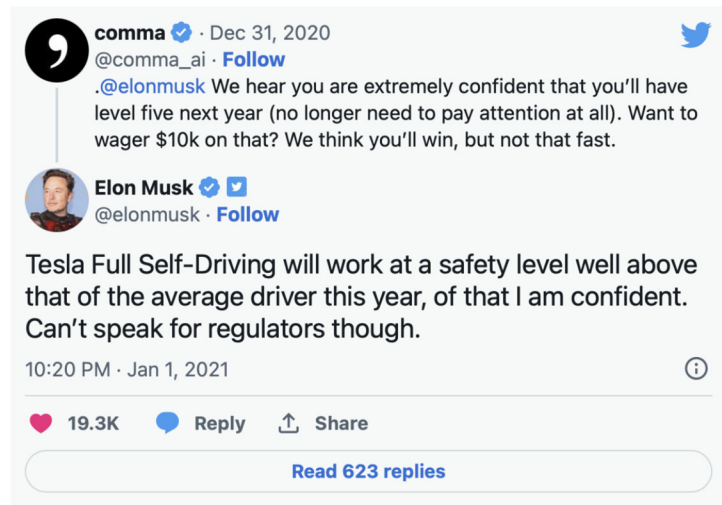 comma · Dec 31, 2020
@comma_ai · Follow
.@elonmusk We hear you are extremely confident that you’ll have
level five next year (no longer need to pay attention at all). Want to
wager $10k on that? We think you’ll win, but not that fast.
Elon Musk
@elonmusk · Follow
Tesla Full Self-Driving will work at a safety level well above
that of the average driver this year, of that I am confident.
Can’t speak for regulators though.
10:20 PM · Jan 1, 2021
19.3K Reply Share
Read 623 replies